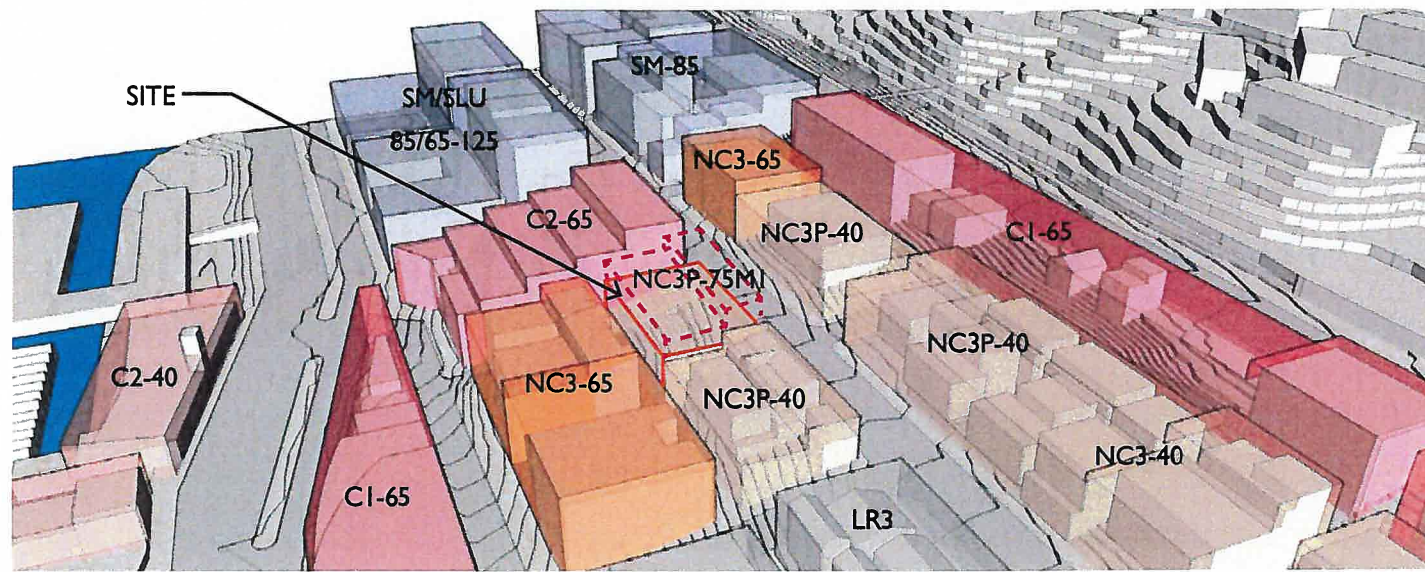 SM-85
SITE
SM/SLU
85/65-125
NC3-65
C2-65
NC3P-40
C1-65
NC3P-75M1
NC3P-40
C2-40
NC3-65
NC3P-40
NC3-40
C1-65
LR3